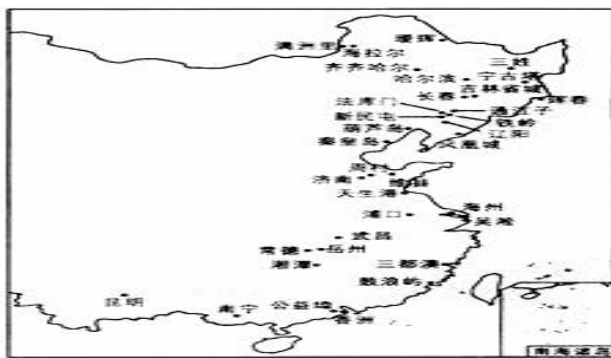 瑷珲
满洲里
海拉尔
三姓
齐齐哈尔
宁古塔
哈尔滨
吉林省城
长春
珲春
法库门
通江子
新民屯
铁岭
葫芦岛
辽阳
秦皇岛
凤凰城
周村
济南
潍县
天生港
海州
浦口
吴淞
武昌
常德
岳州
湘潭
三都澳
鼓浪屿
昆明
南宁
公益埠
香洲
南海诸岛